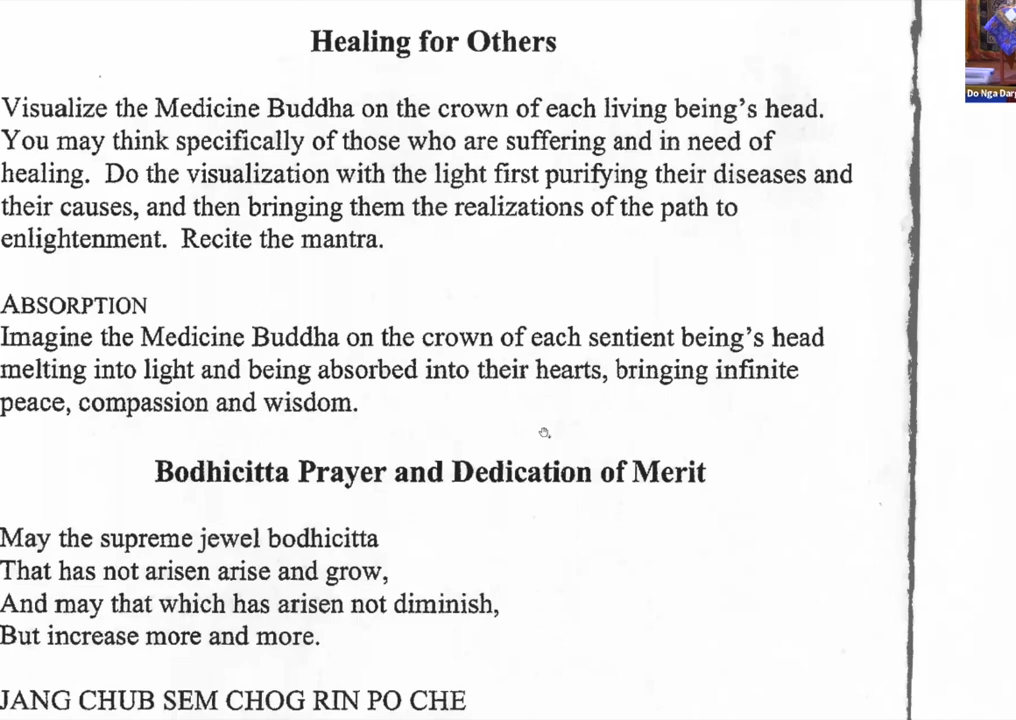 Healing for Others
Visualize the Medicine Buddha on the crown of each living being's head.
You may think specifically of those who are suffering and in need of
healing. Do the visualization with the light first purifying their diseases and
their causes, and then bringing them the realizations of the path to
enlightenment. Recite the mantra.
ABSORPTION
Imagine the Medicine Buddha on the crown of each sentient being's head
melting into light and being absorbed into their hearts, bringing infinite
peace, compassion and wisdom.
Bodhicitta Prayer and Dedication of Merit
May the supreme jewel bodhicitta
That has not arisen arise and grow,
And may that which has arisen not diminish,
But increase more and more.
JANG CHUB SEM CHOG RIN PO CHE
Do Nga